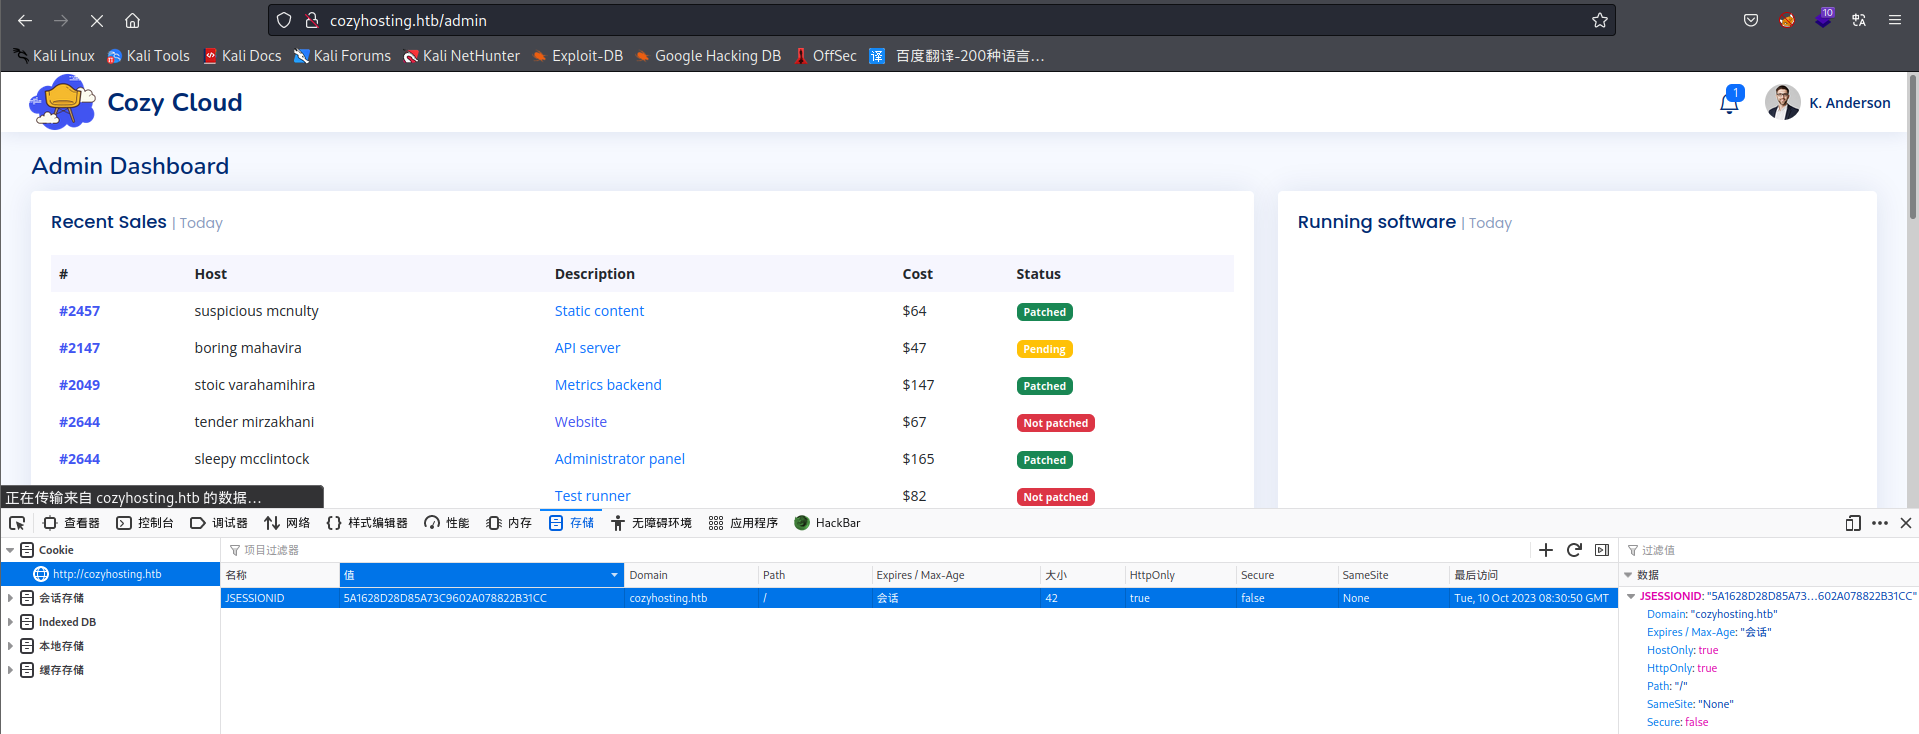 cozyhosting.htb/admin
10
Kali Linux Kali Tools Kali Docs Kali Forums Kali NetHunter Exploit-DB Google Hacking DB OffSec 译 百度翻译-200种语言…
Cozy Cloud
1
K. Anderson
Admin Dashboard
Recent Sales | Today
# Host Description Cost Status
#2457 suspicious mcnulty Static content $64 Patched
#2147 boring mahavira API server $47 Pending
#2049 stoic varahamihira Metrics backend $147 Patched
#2644 tender mirzakhani Website $67 Not patched
#2644 sleepy mcclintock Administrator panel $165 Patched
Test runner $82 Not patched
Running software | Today
正在传输来自 cozyhosting.htb 的数据…
查看器 控制台 调试器 网络 样式编辑器 性能 内存 存储 无障碍环境 应用程序 HackBar
Cookie
http://cozyhosting.htb
会话存储
Indexed DB
本地存储
缓存存储
项目过滤器
名称 值 Domain Path Expires / Max-Age 大小 HttpOnly Secure SameSite 最后访问
JSESSIONID 5A1628D28D85A73C9602A078822B31CC cozyhosting.htb / 会话 42 true false None Tue, 10 Oct 2023 08:30:50 GMT
过滤值
数据
JSESSIONID: "5A1628D28D85A73…602A078822B31CC"
Domain: "cozyhosting.htb"
Expires / Max-Age: "会话"
HostOnly: true
HttpOnly: true
Path: "/"
SameSite: "None"
Secure: false